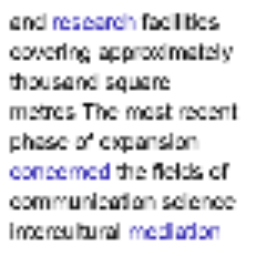 and research facilities
covering approximately
thousand square
metres The most recent
phase of expansion
concerned the fields of
communication science
intercultural mediation